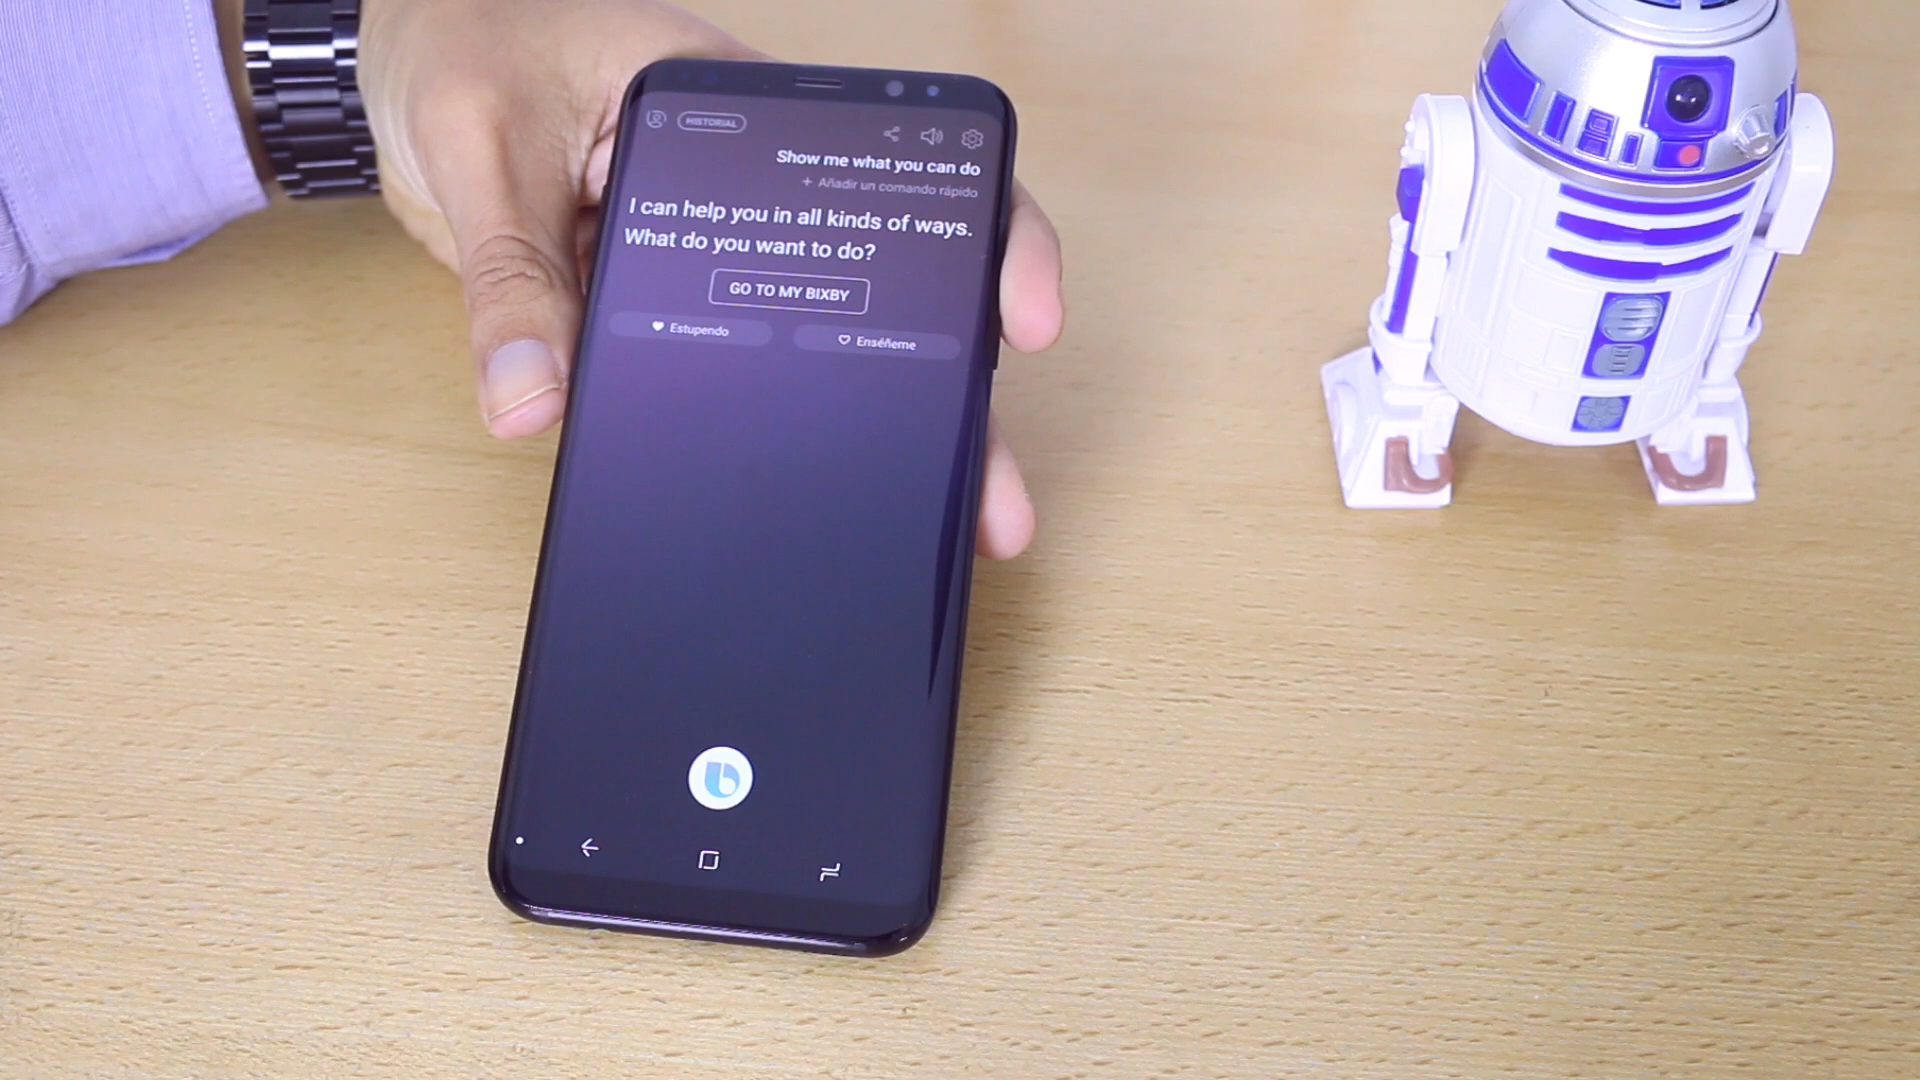 HISTORIAL
Show me what you can do
+ Añadir un comando rápido
I can help you in all kinds of ways.
What do you want to do?
GO TO MY BIXBY
Estupendo
Enséñeme